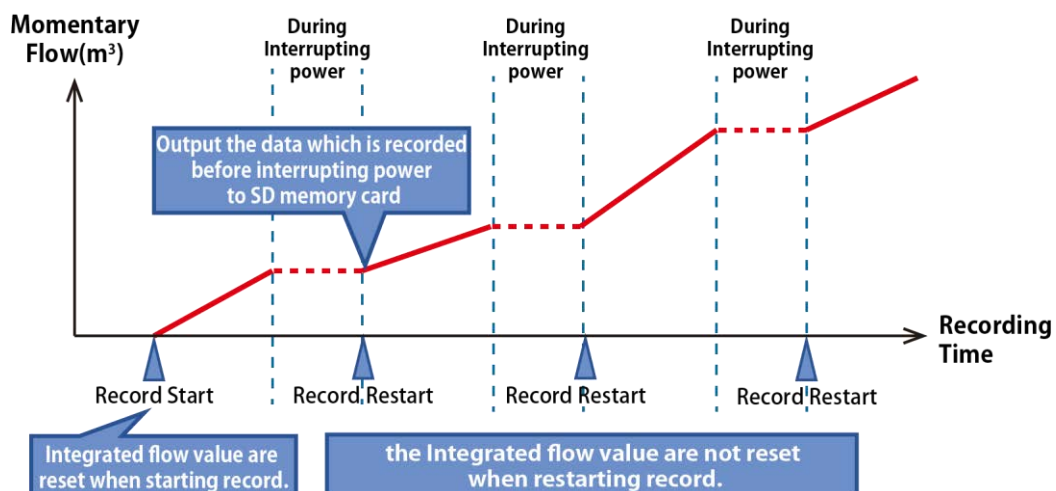 Momentary
Flow(m³)
During
Interrupting
power
During
Interrupting
power
During
Interrupting
power
Output the data which is recorded
before interrupting power
to SD memory card
Recording
Time
Record Start
Record Restart
Record Restart
Record Restart
Integrated flow value are
reset when starting record.
the Integrated flow value are not reset
when restarting record.